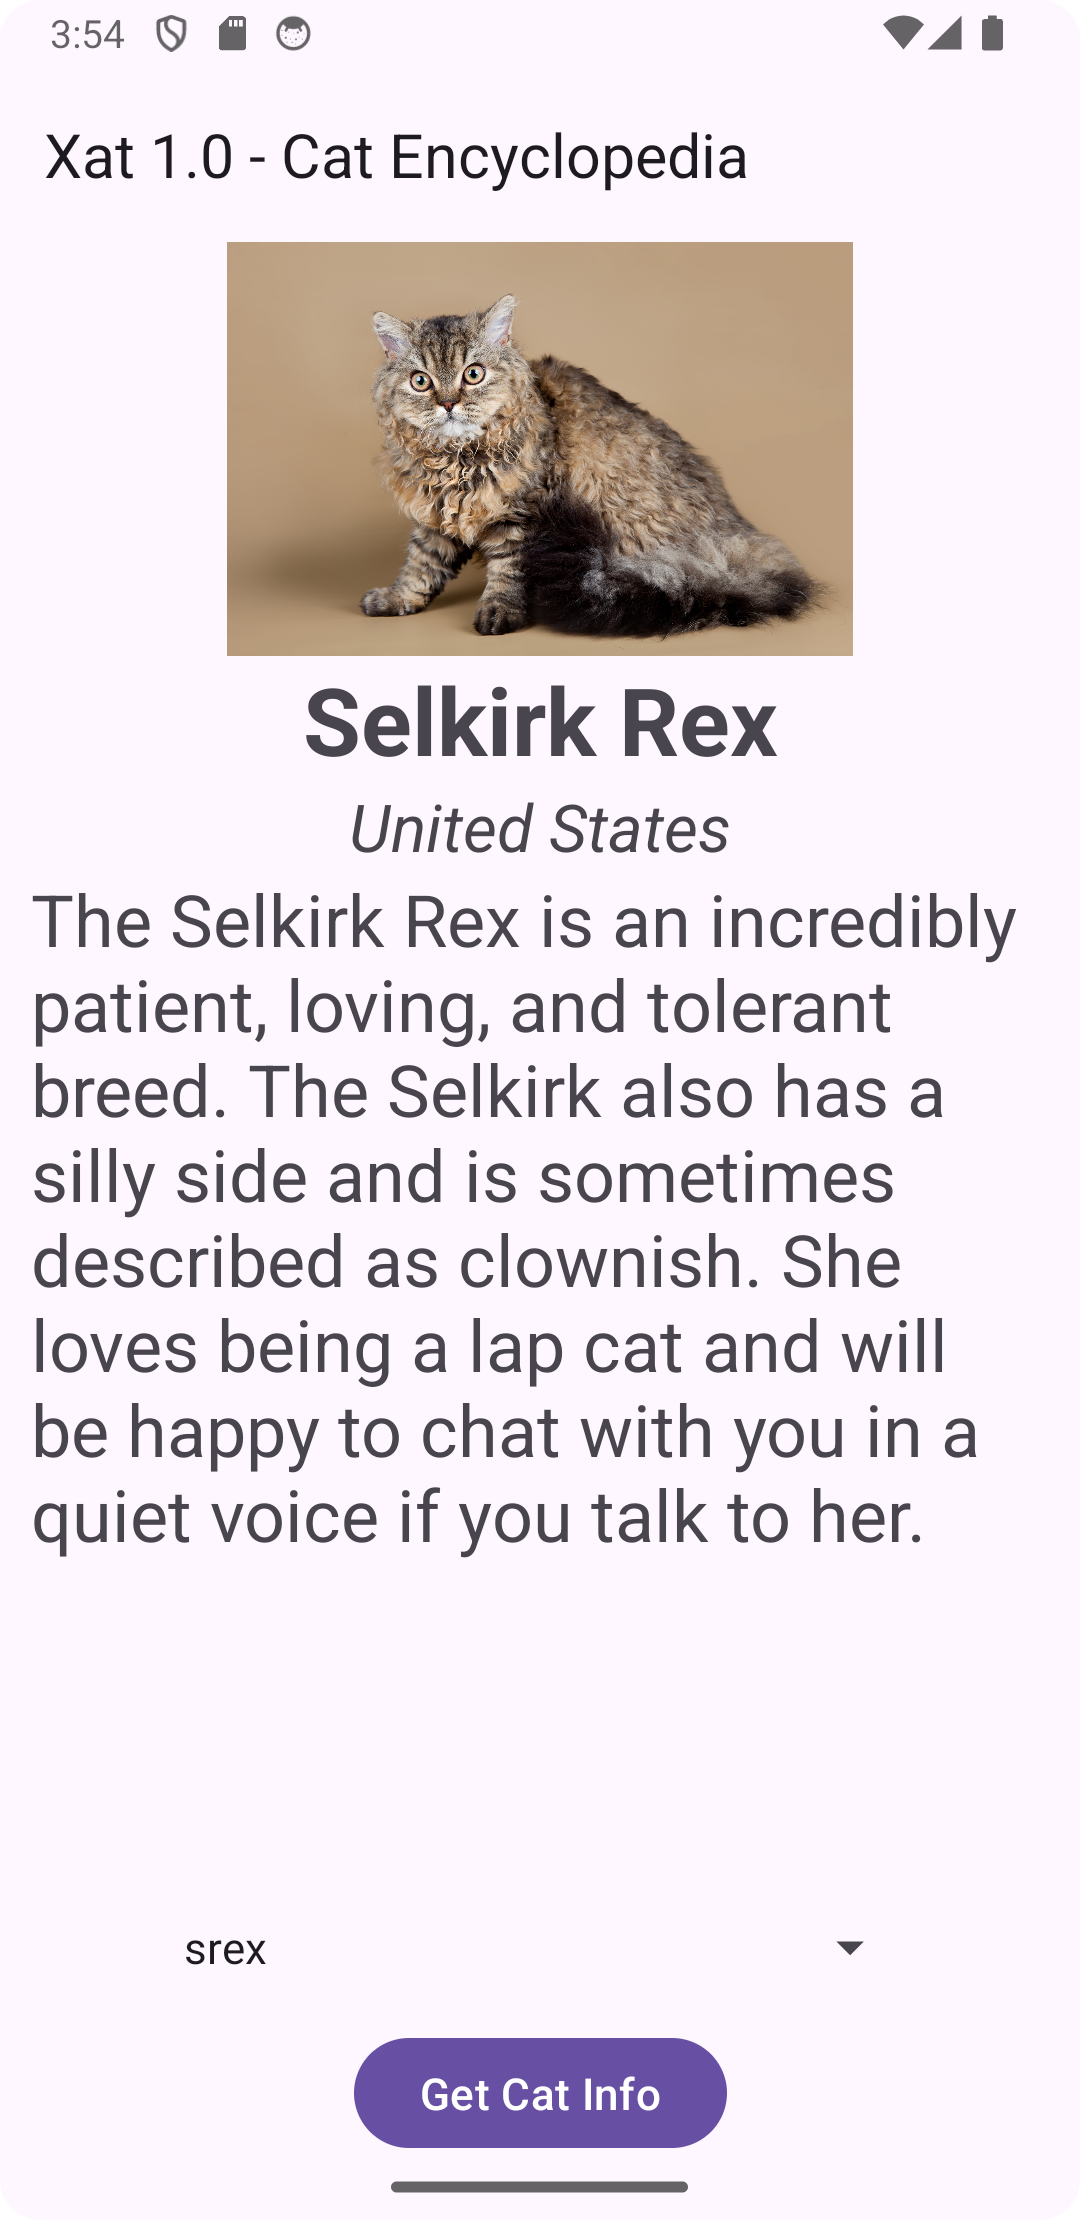 3:54
Xat 1.0 - Cat Encyclopedia
Selkirk Rex
United States
The Selkirk Rex is an incredibly
patient, loving, and tolerant
breed. The Selkirk also has a
silly side and is sometimes
described as clownish. She
loves being a lap cat and will
be happy to chat with you in a
quiet voice if you talk to her.
srex
Get Cat Info